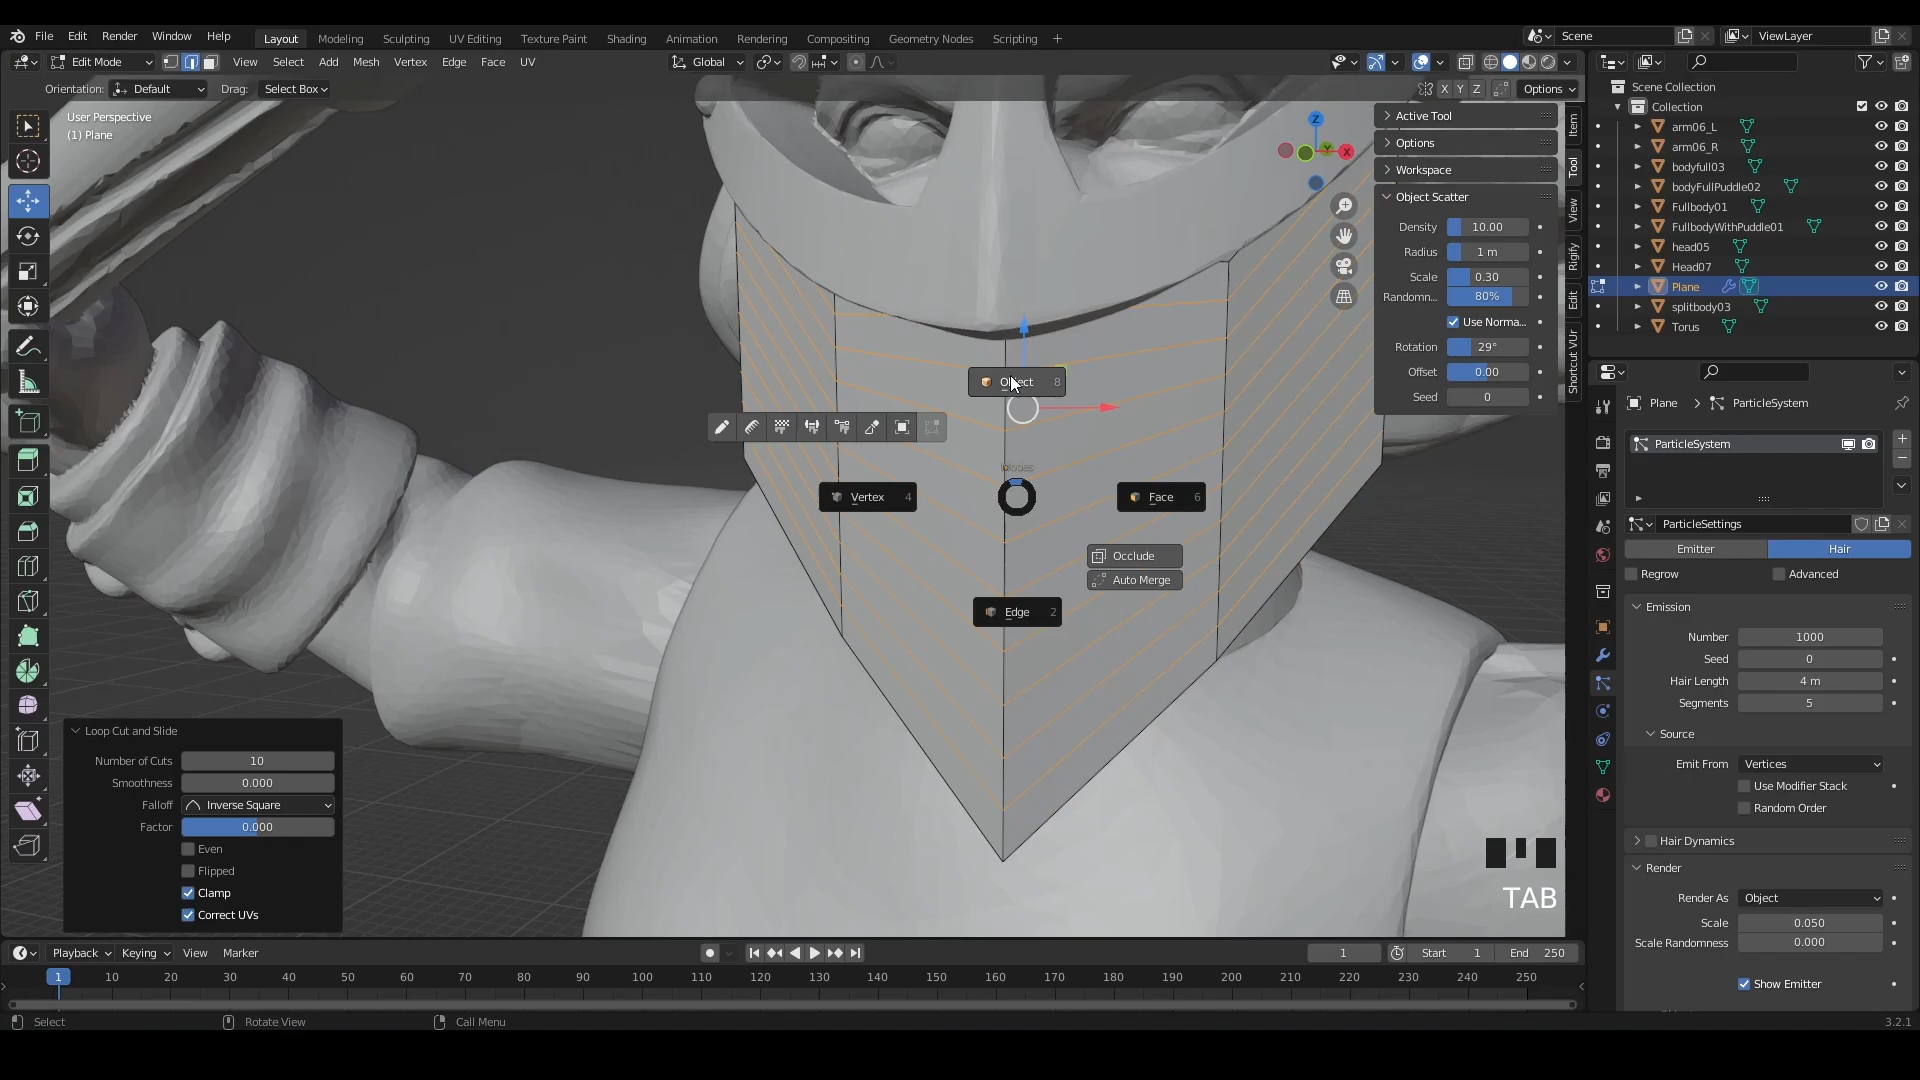 File Edit Render Window Help Layout Modeling Sculpting UV Editing Texture Paint Shading Animation Rendering Compositing Geometry Nodes Scripting + Scene ViewLayer
Edit Mode View Select Add Mesh Vertex Edge Face UV Global
Orientation: Default Drag: Select Box X Y Z Options
User Perspective
(1) Plane
Z
X
Y
Active Tool
Options
Workspace
Object Scatter
Density 10.00
Radius 1 m
Scale 0.30
Randomn... 80%
Use Norma...
Rotation 29°
Offset 0.00
Seed 0
Item
Tool
View
Rigify
Edit
Shortcut VUr
Scene Collection
Collection
arm06_L
arm06_R
bodyfull03
bodyFullPuddle02
Fullbody01
FullbodyWithPuddle01
head05
Head07
Plane
splitbody03
Torus
Object 8
Modes
Vertex 4
Face 6
Occlude
Auto Merge
Edge 2
Plane > ParticleSystem
ParticleSystem
ParticleSettings
Emitter Hair
Regrow Advanced
Emission
Number 1000
Seed 0
Hair Length 4 m
Segments 5
Source
Emit From Vertices
Use Modifier Stack
Random Order
Hair Dynamics
Render
Render As Object
Scale 0.050
Scale Randomness 0.000
Show Emitter
Loop Cut and Slide
Number of Cuts 10
Smoothness 0.000
Falloff Inverse Square
Factor 0.000
Even
Flipped
Clamp
Correct UVs
TAB
Playback Keying View Marker 1 Start 1 End 250
1 10 20 30 40 50 60 70 80 90 100 110 120 130 140 150 160 170 180 190 200 210 220 230 240 250
Select Rotate View Call Menu 3.2.1